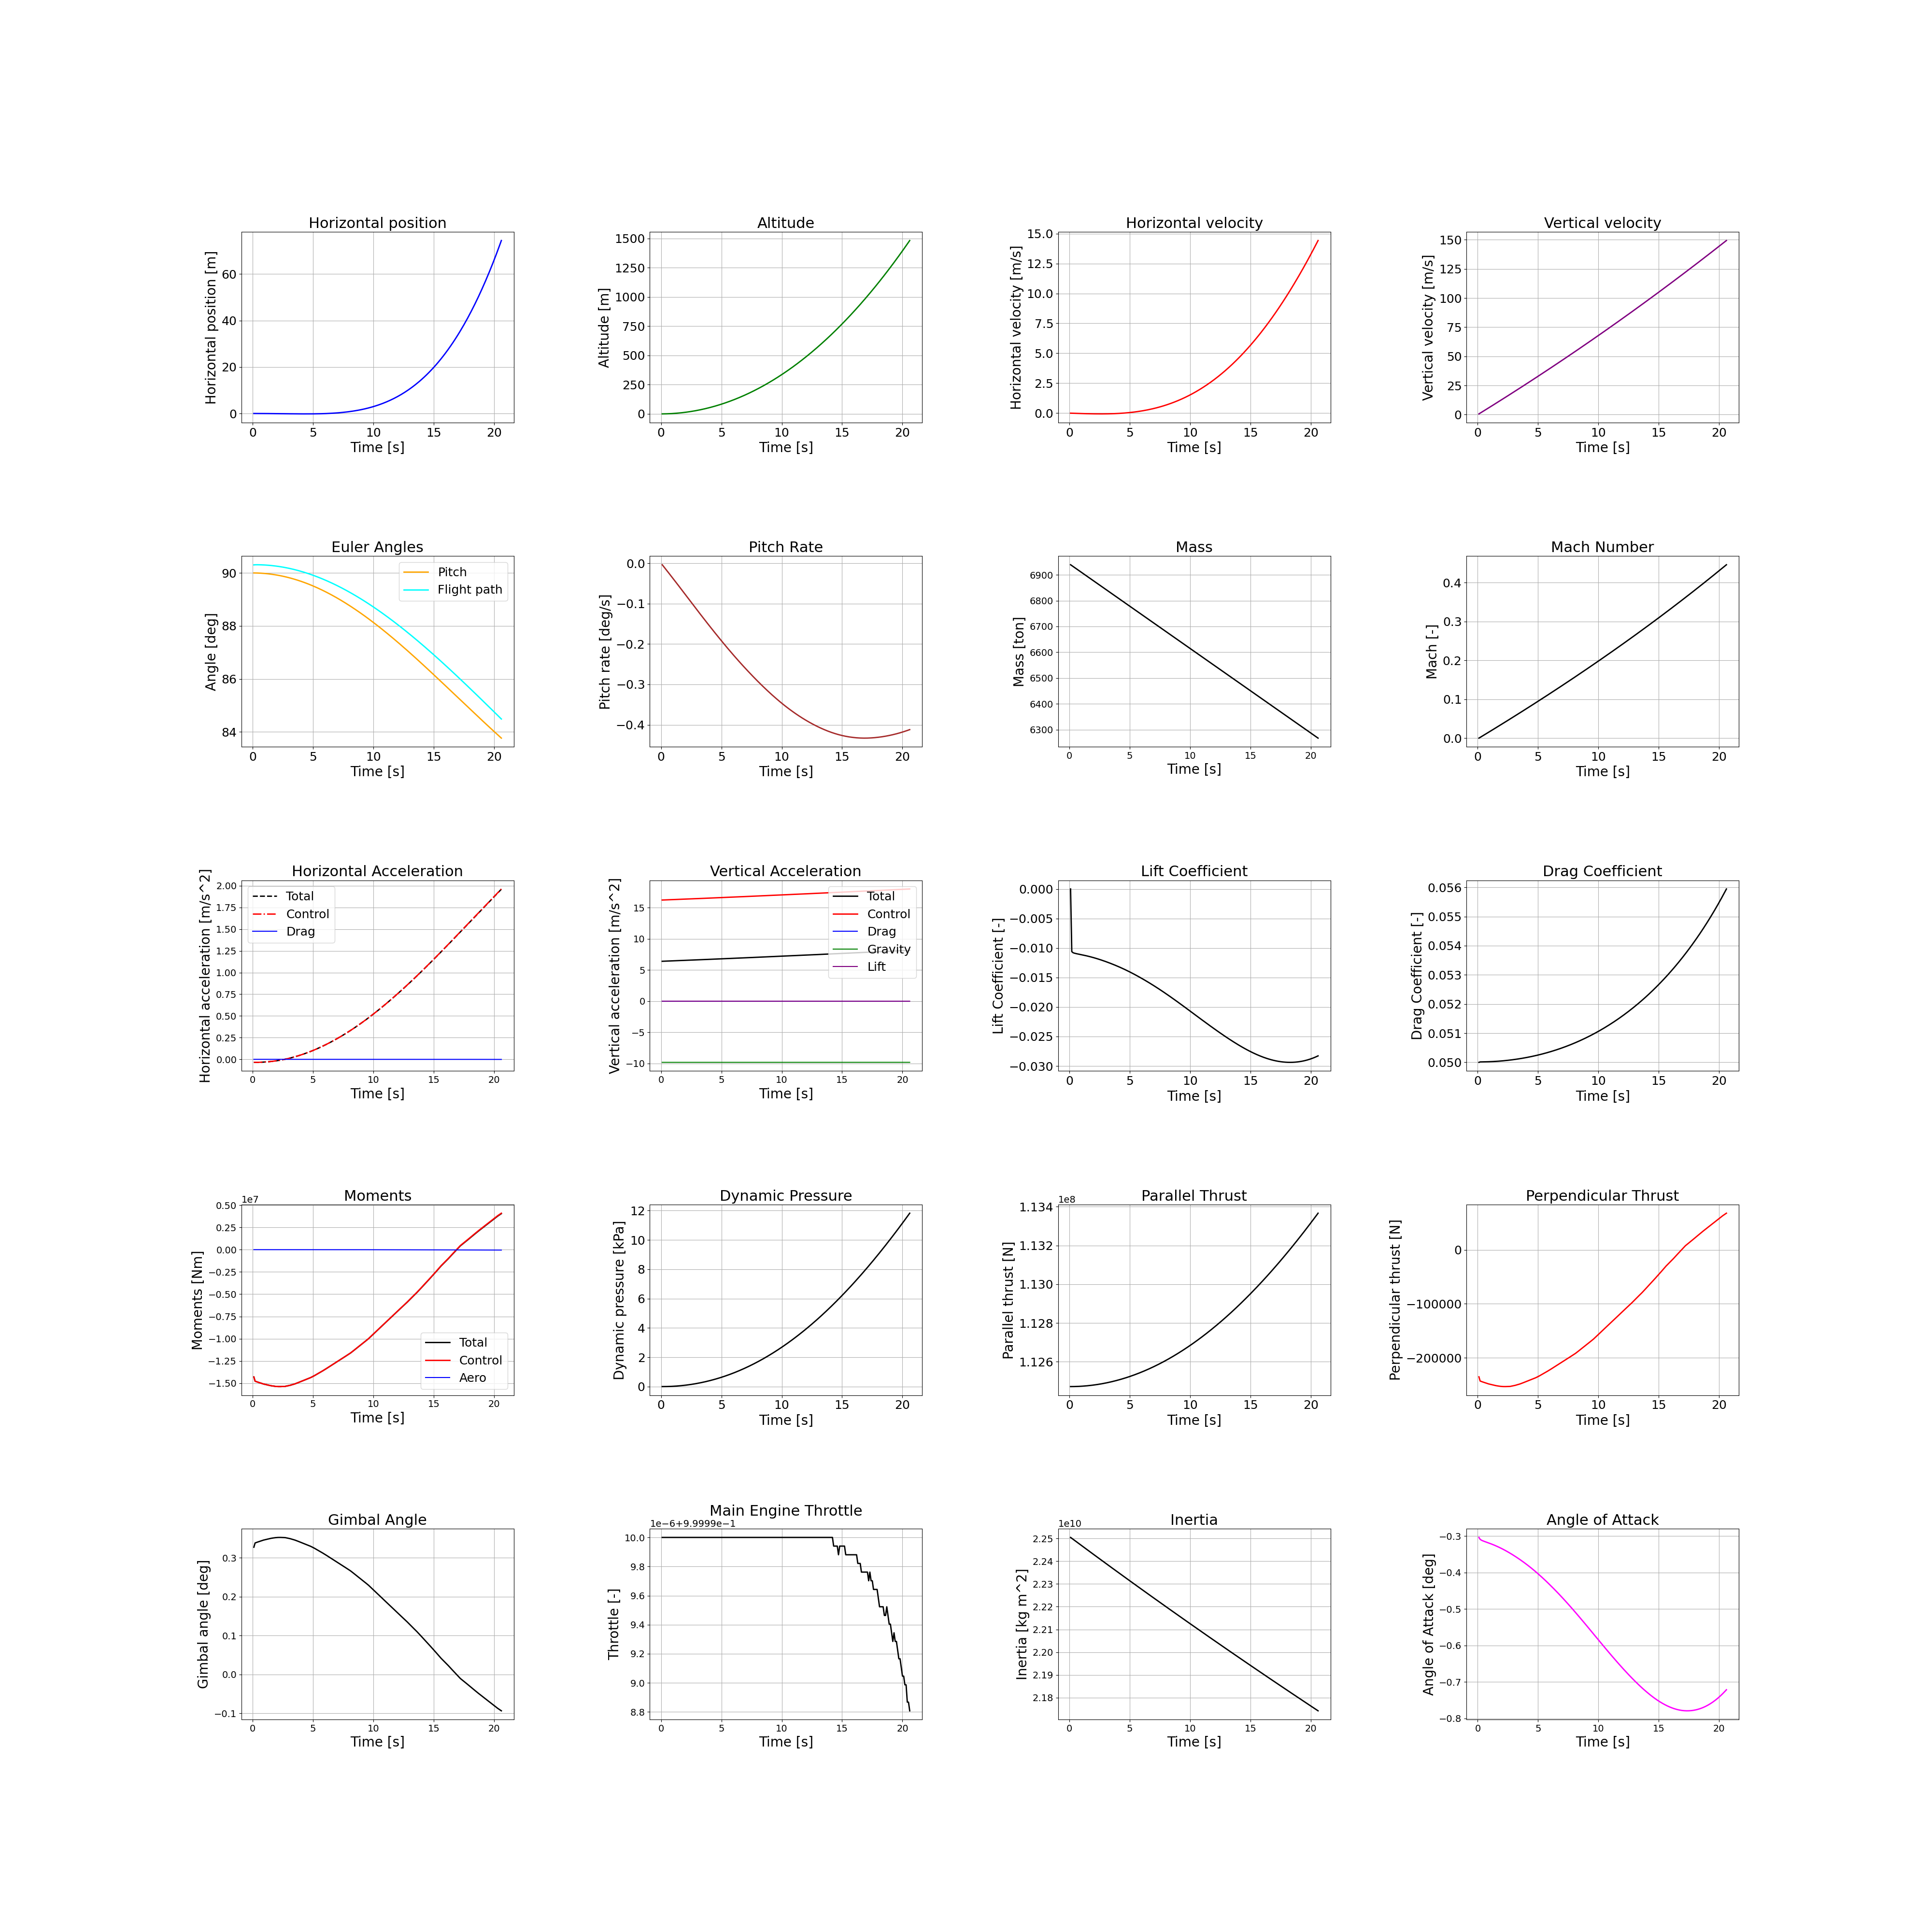 Horizontal position
Horizontal position [m]
60
40
20
0
0 5 10 15 20
Time [s]
Altitude
Altitude [m]
1500
1250
1000
750
500
250
0
0 5 10 15 20
Time [s]
Horizontal velocity
Horizontal velocity [m/s]
15.0
12.5
10.0
7.5
5.0
2.5
0.0
0 5 10 15 20
Time [s]
Vertical velocity
Vertical velocity [m/s]
150
125
100
75
50
25
0
0 5 10 15 20
Time [s]
Euler Angles
Angle [deg]
90
88
86
84
Pitch
Flight path
0 5 10 15 20
Time [s]
Pitch Rate
Pitch rate [deg/s]
0.0
−0.1
−0.2
−0.3
−0.4
0 5 10 15 20
Time [s]
Mass
Mass [ton]
6900
6800
6700
6600
6500
6400
6300
0 5 10 15 20
Time [s]
Mach Number
Mach [-]
0.4
0.3
0.2
0.1
0.0
0 5 10 15 20
Time [s]
Horizontal Acceleration
Horizontal acceleration [m/s^2]
2.00
1.75
1.50
1.25
1.00
0.75
0.50
0.25
0.00
Total
Control
Drag
0 5 10 15 20
Time [s]
Vertical Acceleration
Vertical acceleration [m/s^2]
15
10
5
0
−5
−10
Total
Control
Drag
Gravity
Lift
0 5 10 15 20
Time [s]
Lift Coefficient
Lift Coefficient [-]
0.000
−0.005
−0.010
−0.015
−0.020
−0.025
−0.030
0 5 10 15 20
Time [s]
Drag Coefficient
Drag Coefficient [-]
0.056
0.055
0.054
0.053
0.052
0.051
0.050
0 5 10 15 20
Time [s]
Moments
1e7
Moments [Nm]
0.50
0.25
0.00
−0.25
−0.50
−0.75
−1.00
−1.25
−1.50
Total
Control
Aero
0 5 10 15 20
Time [s]
Dynamic Pressure
Dynamic pressure [kPa]
12
10
8
6
4
2
0
0 5 10 15 20
Time [s]
Parallel Thrust
1e8
Parallel thrust [N]
1.134
1.132
1.130
1.128
1.126
0 5 10 15 20
Time [s]
Perpendicular Thrust
Perpendicular thrust [N]
0
−100000
−200000
0 5 10 15 20
Time [s]
Gimbal Angle
Gimbal angle [deg]
0.3
0.2
0.1
0.0
−0.1
0 5 10 15 20
Time [s]
Main Engine Throttle
1e−6+9.9999e−1
Throttle [-]
10.0
9.8
9.6
9.4
9.2
9.0
8.8
0 5 10 15 20
Time [s]
Inertia
1e10
Inertia [kg m^2]
2.25
2.24
2.23
2.22
2.21
2.20
2.19
2.18
0 5 10 15 20
Time [s]
Angle of Attack
Angle of Attack [deg]
−0.3
−0.4
−0.5
−0.6
−0.7
−0.8
0 5 10 15 20
Time [s]